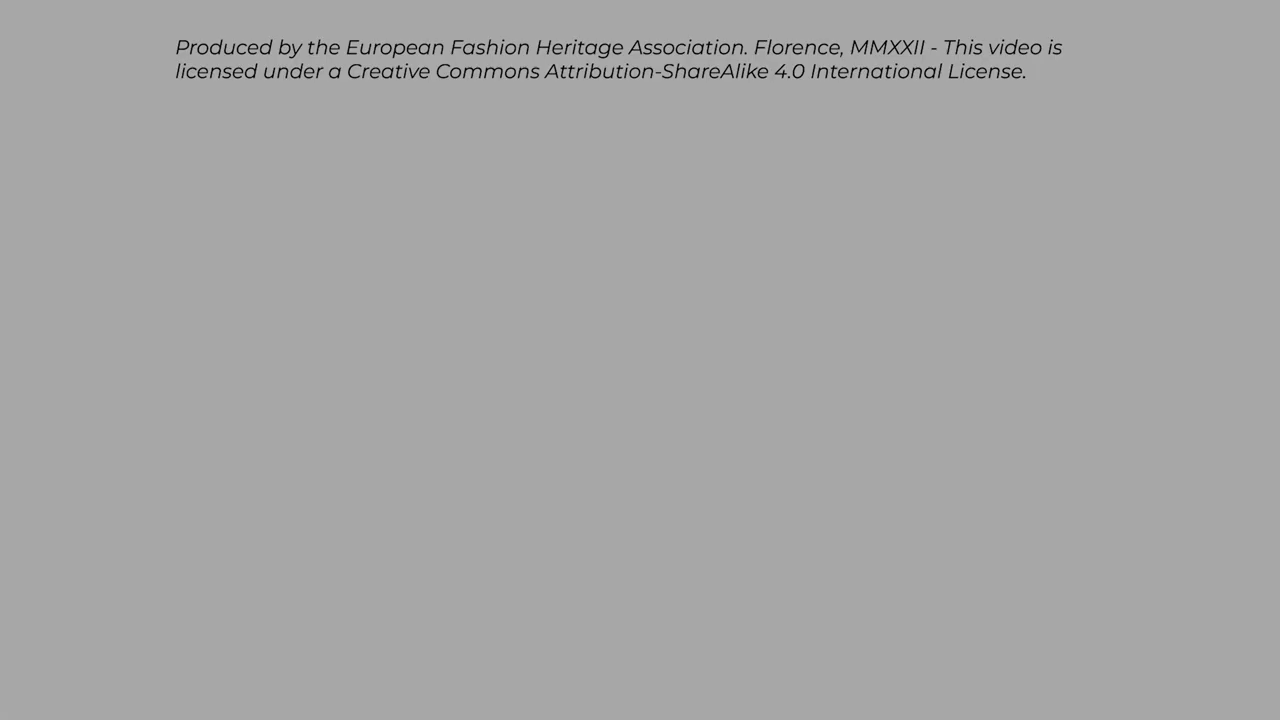 Produced by the European Fashion Heritage Association. Florence, MMXXII - This video is
licensed under a Creative Commons Attribution-ShareAlike 4.0 International License.